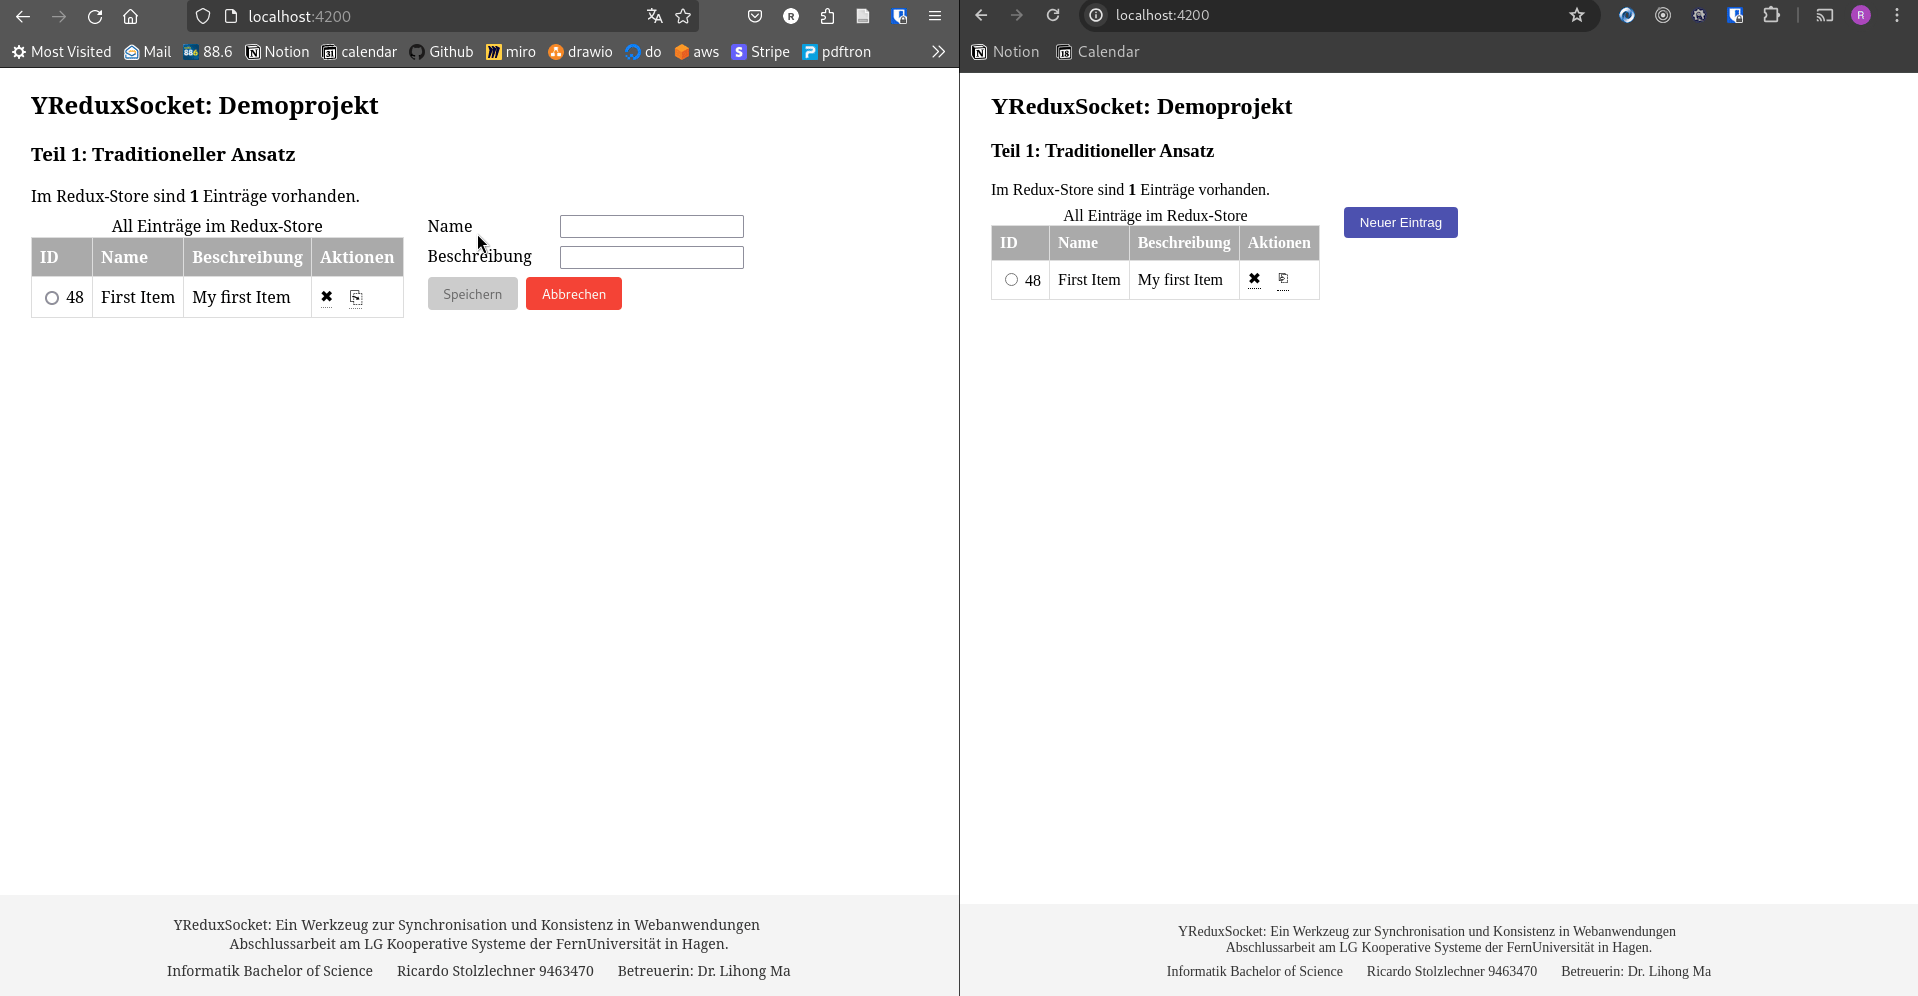 localhost:4200
Most Visited Mail 88.6 Notion calendar Github miro drawio do aws Stripe pdftron
YReduxSocket: Demoprojekt
Teil 1: Traditioneller Ansatz
Im Redux-Store sind 1 Einträge vorhanden.
All Einträge im Redux-Store
ID Name Beschreibung Aktionen
48 First Item My first Item
Name
Beschreibung
Speichern Abbrechen
YReduxSocket: Ein Werkzeug zur Synchronisation und Konsistenz in Webanwendungen
Abschlussarbeit am LG Kooperative Systeme der FernUniversität in Hagen.
Informatik Bachelor of Science Ricardo Stolzlechner 9463470 Betreuerin: Dr. Lihong Ma
localhost:4200
R
Notion Calendar
YReduxSocket: Demoprojekt
Teil 1: Traditioneller Ansatz
Im Redux-Store sind 1 Einträge vorhanden.
All Einträge im Redux-Store
ID Name Beschreibung Aktionen
48 First Item My first Item
Neuer Eintrag
YReduxSocket: Ein Werkzeug zur Synchronisation und Konsistenz in Webanwendungen
Abschlussarbeit am LG Kooperative Systeme der FernUniversität in Hagen.
Informatik Bachelor of Science Ricardo Stolzlechner 9463470 Betreuerin: Dr. Lihong Ma